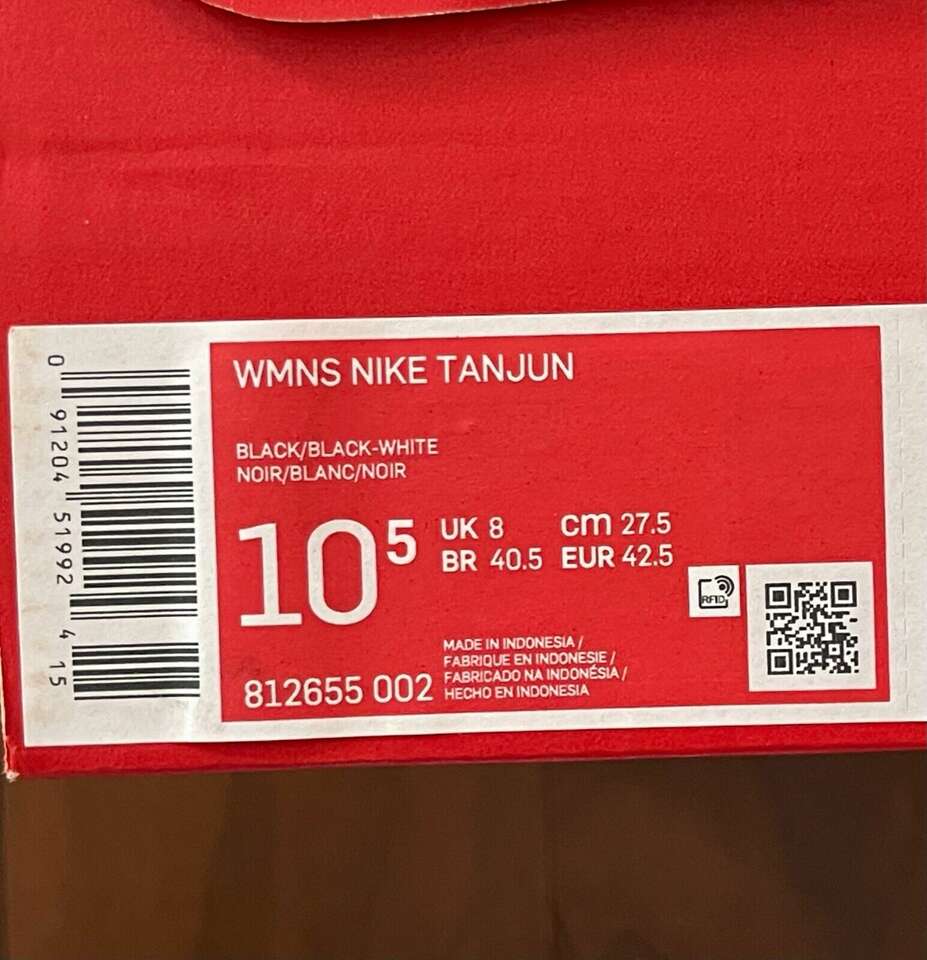 WMNS NIKE TANJUN
BLACK/BLACK-WHITE
NOIR/BLANC/NOIR
10 5
UK 8 cm 27.5
BR 40.5 EUR 42.5
812655 002
MADE IN INDONESIA /
FABRIQUE EN INDONESIE /
FABRICADO NA INDONÉSIA /
HECHO EN INDONESIA
RFID
0 91204 51992 4 15